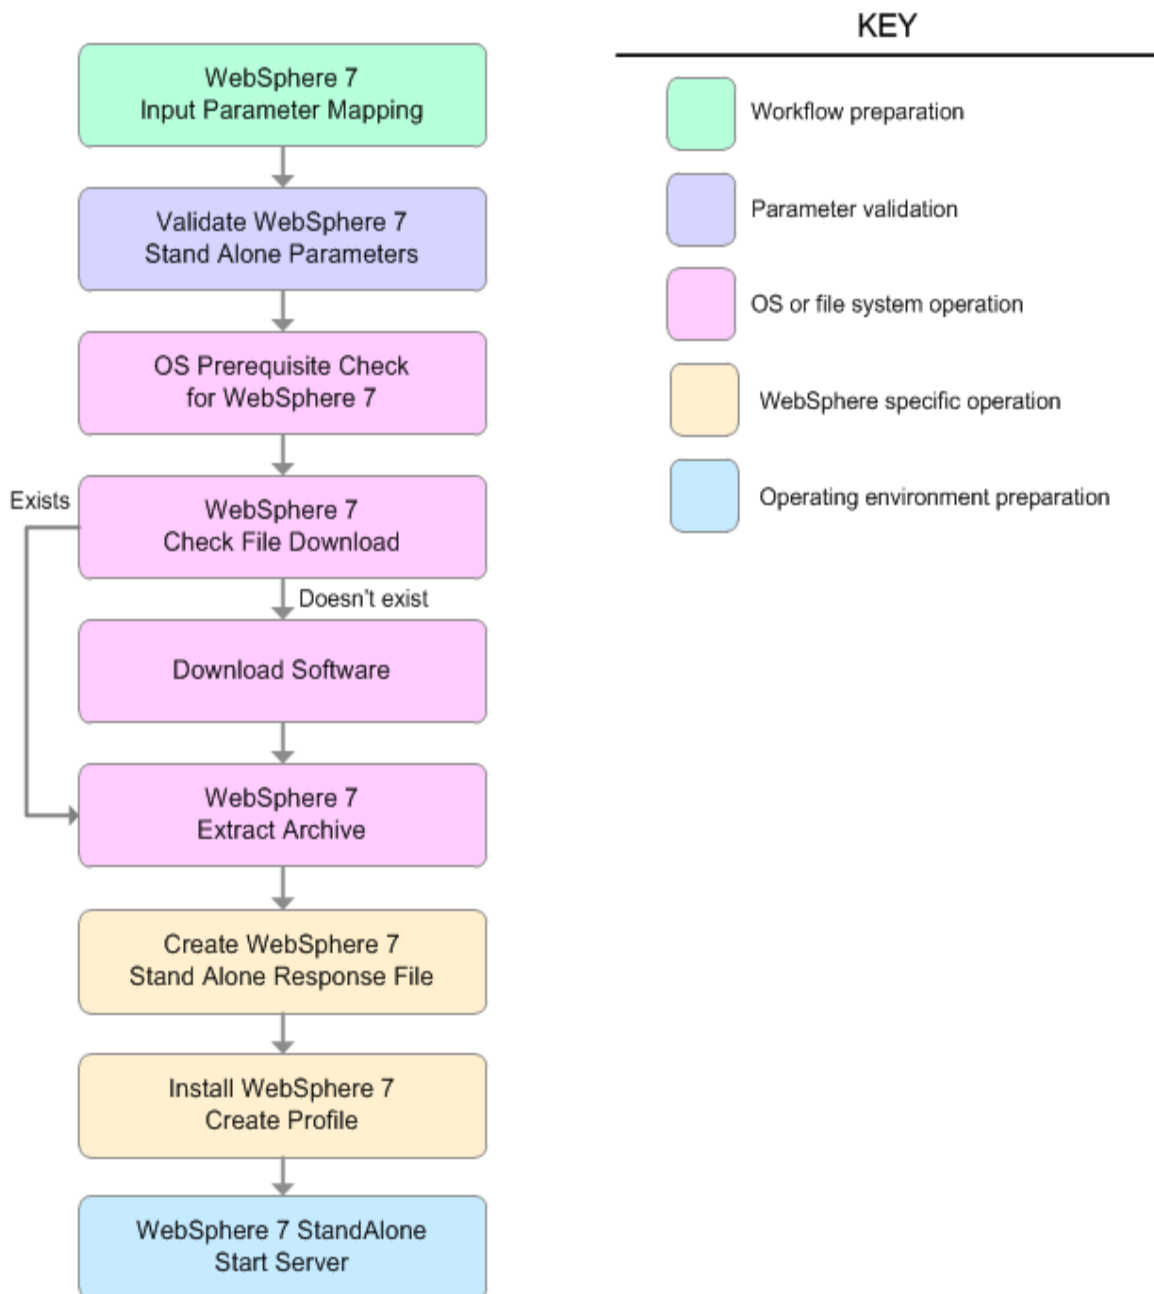 WebSphere 7
Input Parameter Mapping
Validate WebSphere 7
Stand Alone Parameters
OS Prerequisite Check
for WebSphere 7
Exists
WebSphere 7
Check File Download
Doesn't exist
Download Software
WebSphere 7
Extract Archive
Create WebSphere 7
Stand Alone Response File
Install WebSphere 7
Create Profile
WebSphere 7 StandAlone
Start Server
KEY
Workflow preparation
Parameter validation
OS or file system operation
WebSphere specific operation
Operating environment preparation